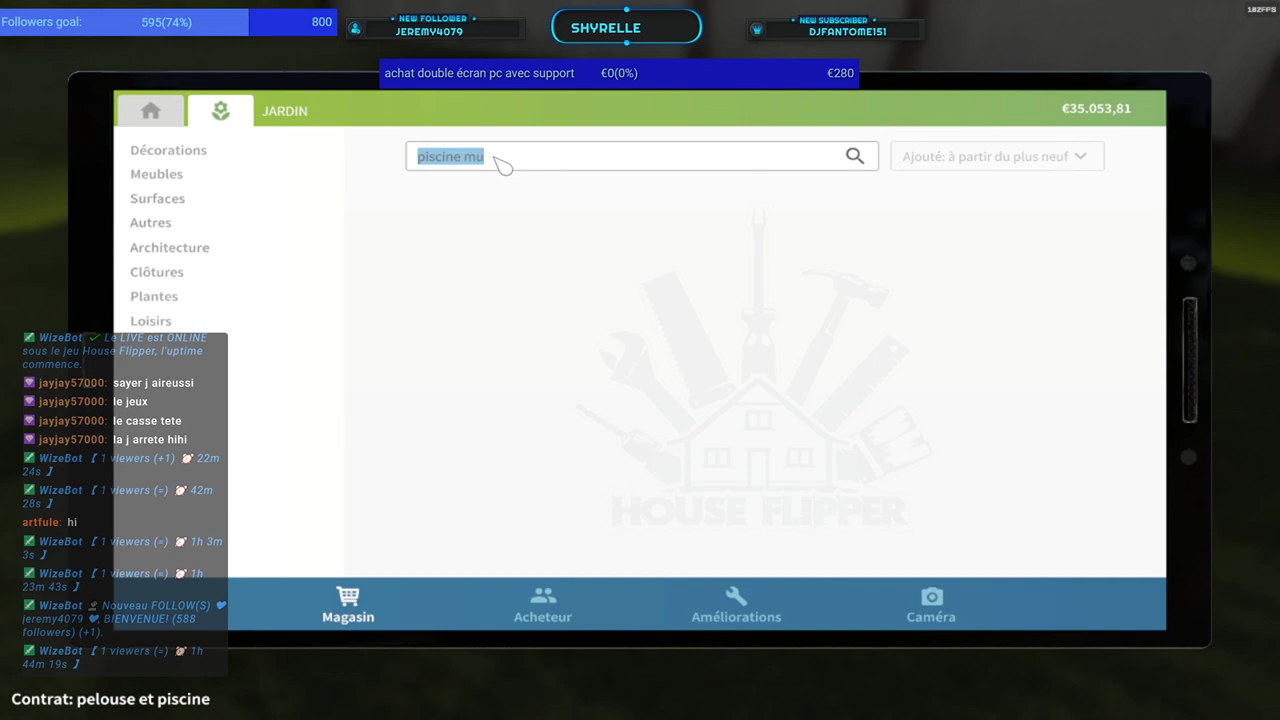 Followers goal: 595(74%) 800
NEW FOLLOWER
JEREMY4079
SHYRELLE
NEW SUBSCRIBER
DJFANTOME151
182FPS
achat double écran pc avec support €0(0%) €280
JARDIN
€35.053,81
piscine mu
Ajouté: à partir du plus neuf
Décorations
Meubles
Surfaces
Autres
Architecture
Clôtures
Plantes
Loisirs
WizeBot Le LIVE est ONLINE
sous le jeu House Flipper, l'uptime
commence.
jayjay57000: sayer j aireussi
jayjay57000: le jeux
jayjay57000: le casse tete
jayjay57000: la j arrete hihi
WizeBot 【 1 viewers (+1) ⏰ 22m
24s 】
WizeBot 【 1 viewers (=) ⏰ 42m
28s 】
artfule: hi
WizeBot 【 1 viewers (=) ⏰ 1h 3m
3s 】
WizeBot 【 1 viewers (=) ⏰ 1h
23m 43s 】
WizeBot Nouveau FOLLOW(S)
jeremy4079 , BIENVENUE! (588
followers) (+1).
WizeBot 【 1 viewers (=) ⏰ 1h
44m 19s 】
HOUSE FLIPPER
Magasin
Acheteur
Améliorations
Caméra
Contrat: pelouse et piscine